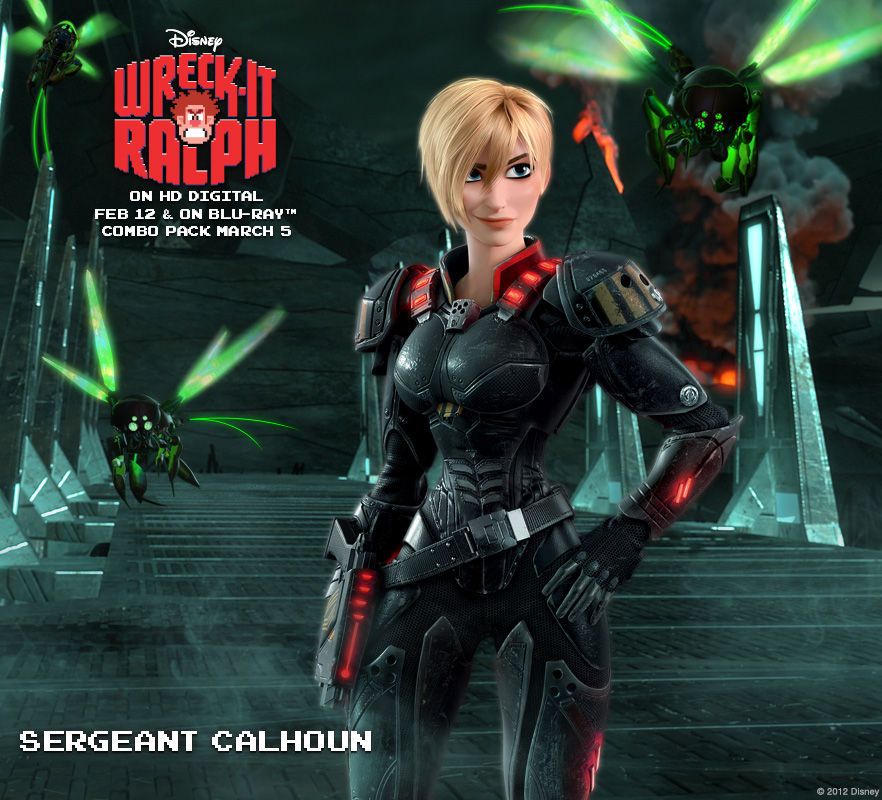 Disney
WRECK-IT
RALPH
ON HD DIGITAL
FEB 12 & ON BLU-RAY™
COMBO PACK MARCH 5
SERGEANT CALHOUN
© 2012 Disney